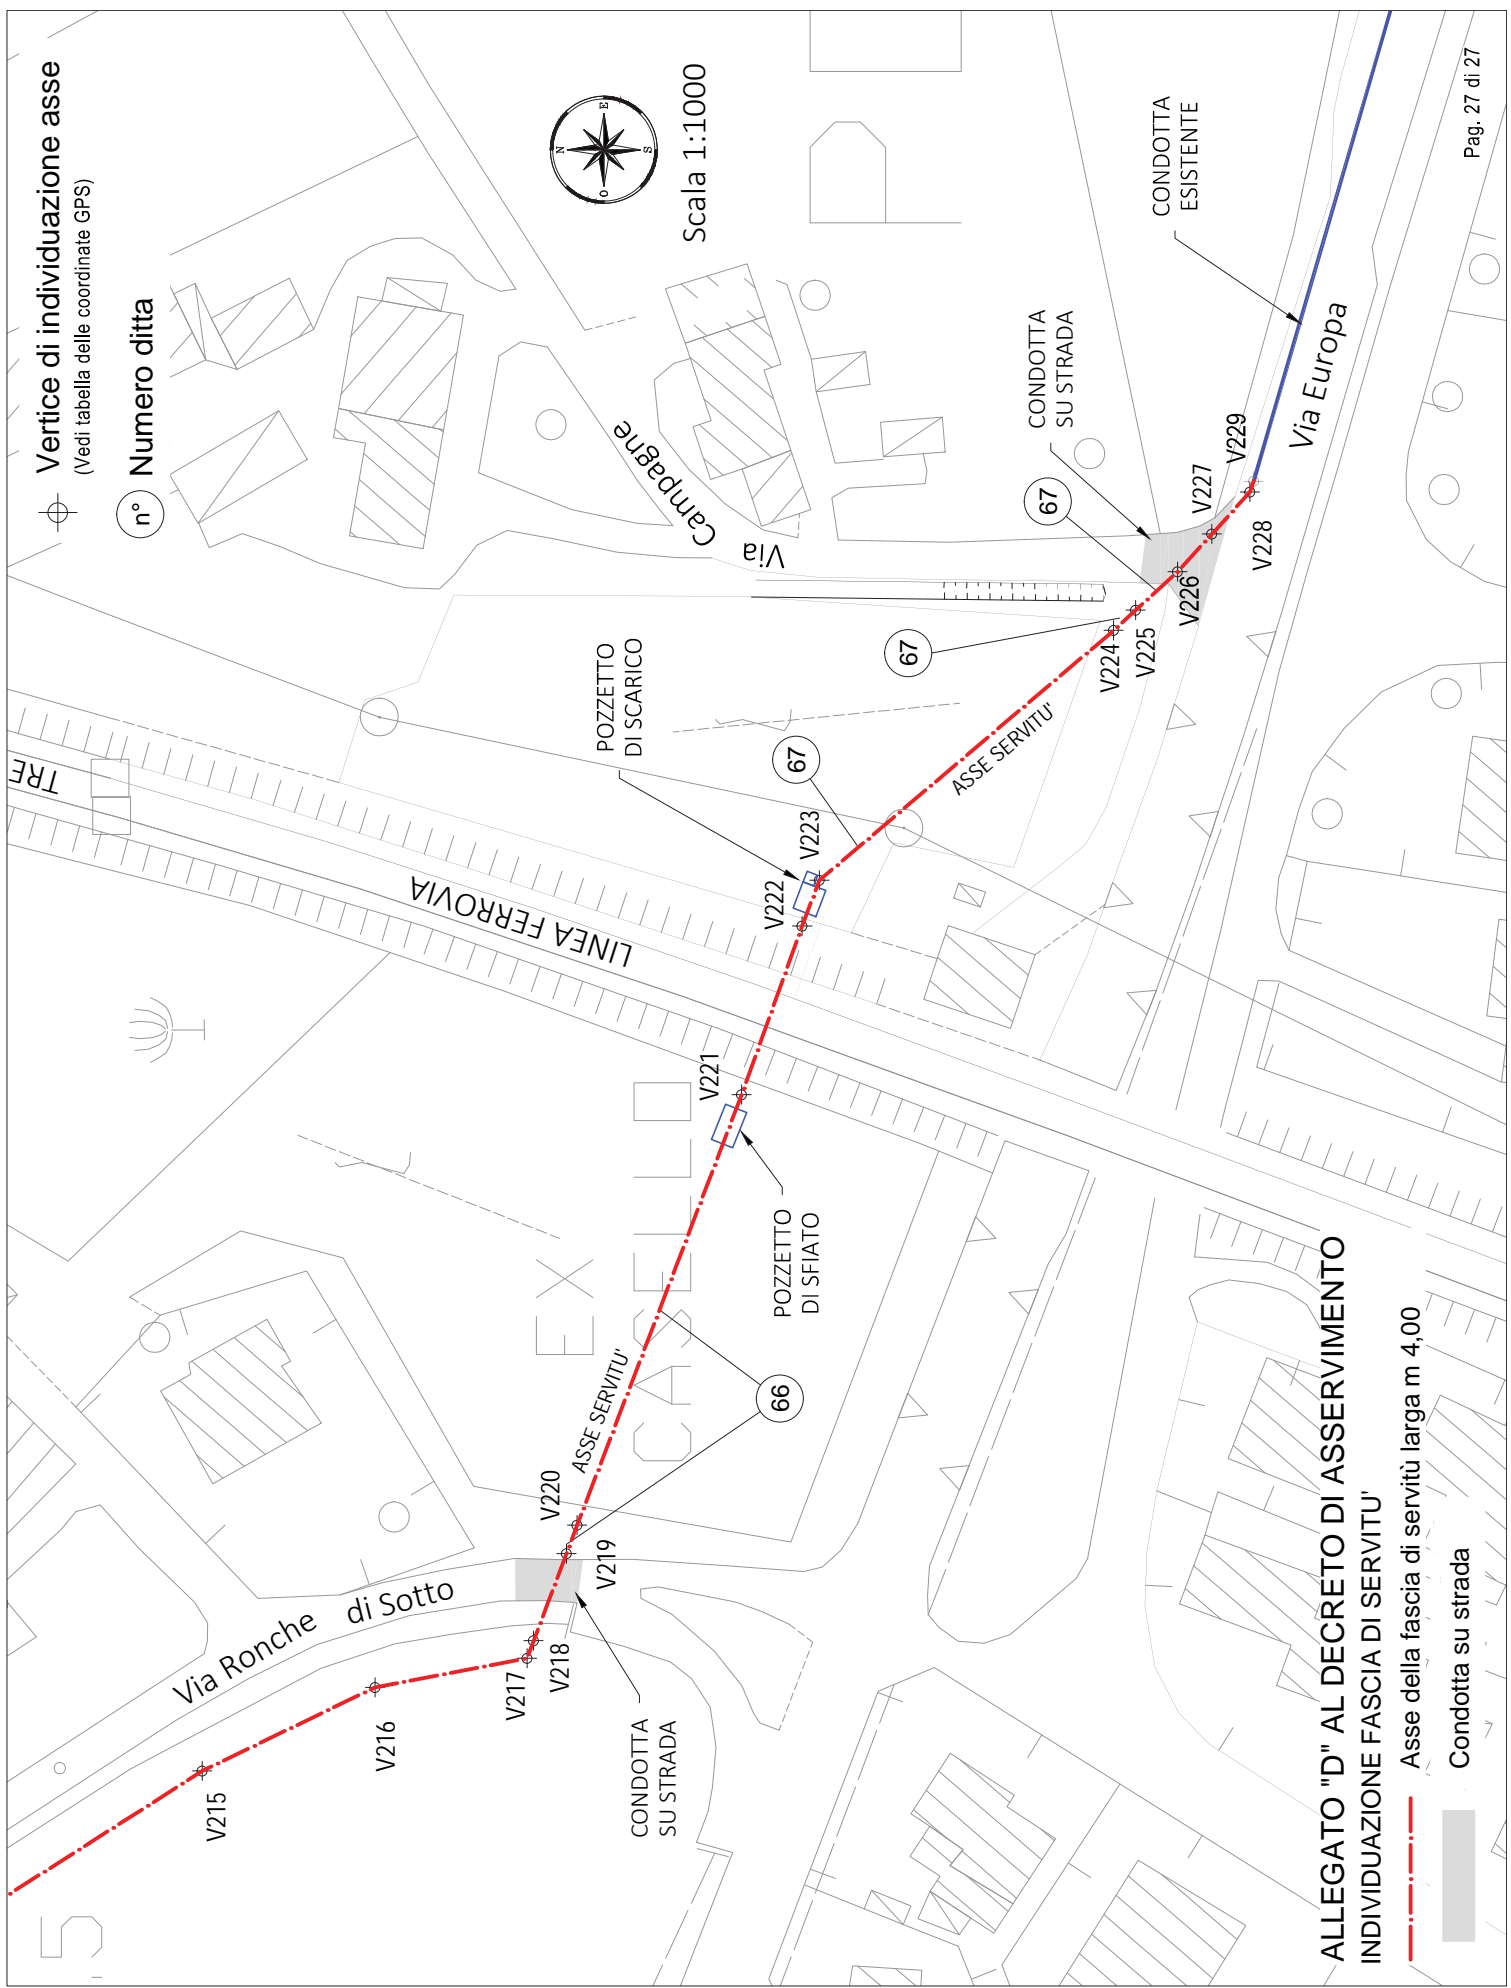 Vertice di individuazione asse
(Vedi tabella delle coordinate GPS)
n° Numero ditta
N
E
S
O
Scala 1:1000
TRE
LINEA FERROVIA
Via Campagne
POZZETTO
DI SCARICO
CONDOTTA
SU STRADA
CONDOTTA
ESISTENTE
Via Europa
67
67
67
ASSE SERVITU'
V229
V228
V227
V226
V225
V224
V223
V222
V221
POZZETTO
DI SFIATO
EX
CASELLO
66
ASSE SERVITU'
V220
V219
V218
V217
V216
V215
Via Ronche di Sotto
CONDOTTA
SU STRADA
5
ALLEGATO "D" AL DECRETO DI ASSERVIMENTO
INDIVIDUAZIONE FASCIA DI SERVITU'
Asse della fascia di servitù larga m 4,00
Condotta su strada
Pag. 27 di 27